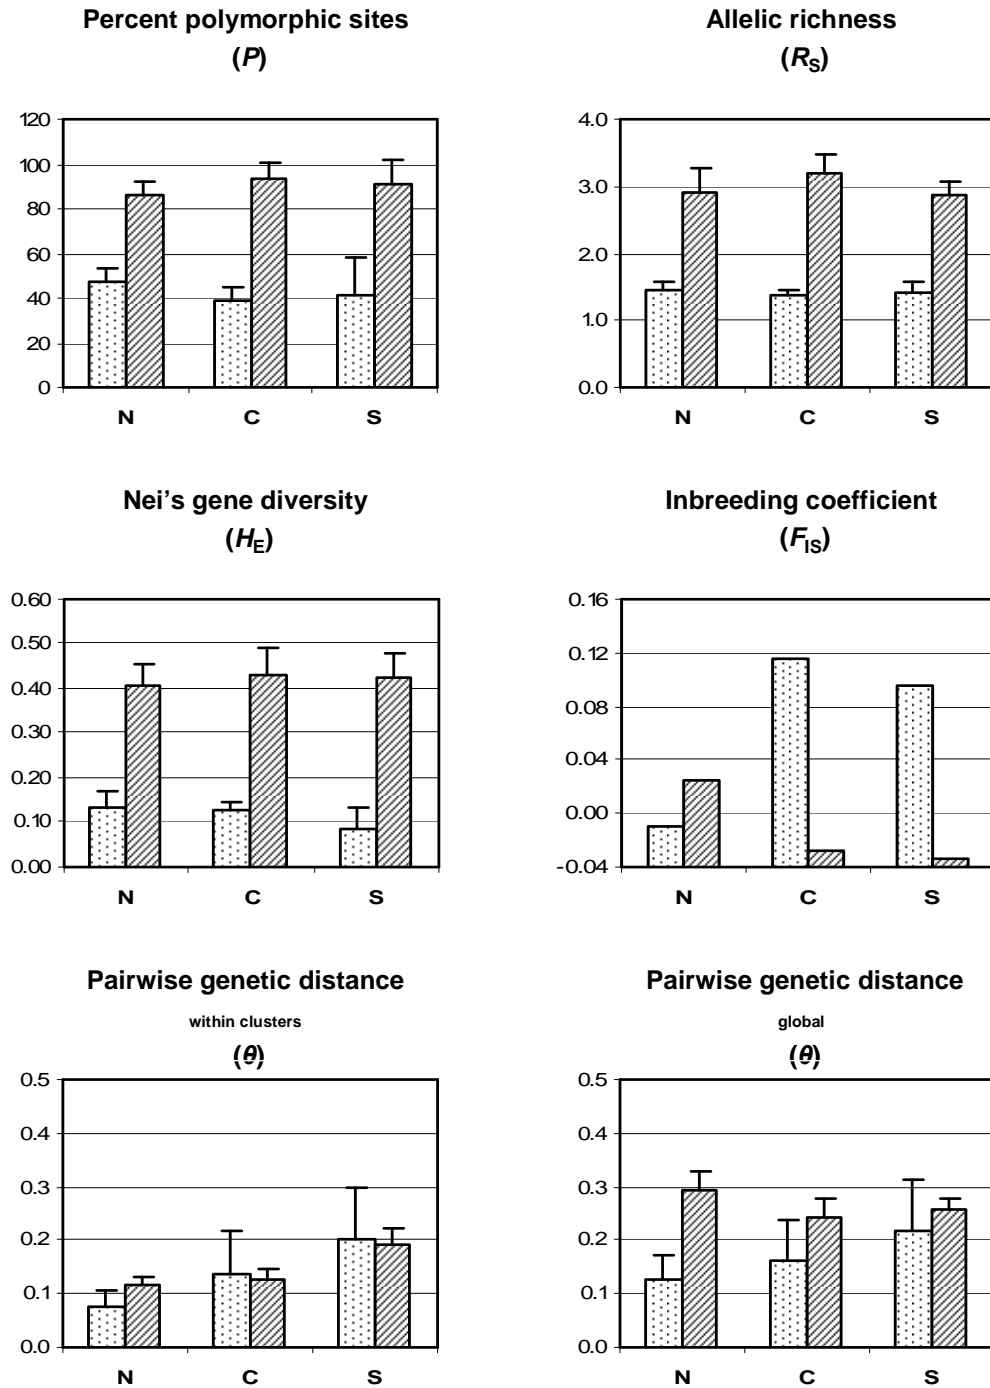 Percent polymorphic sites
(P)
120
100
80
60
40
20
0
N C S
Allelic richness
(RS)
4.0
3.0
2.0
1.0
0.0
N C S
Nei's gene diversity
(HE)
0.60
0.50
0.40
0.30
0.20
0.10
0.00
N C S
Inbreeding coefficient
(FIS)
0.16
0.12
0.08
0.04
0.00
-0.04
N C S
Pairwise genetic distance
within clusters
(θ)
0.5
0.4
0.3
0.2
0.1
0.0
N C S
Pairwise genetic distance
global
(θ)
0.5
0.4
0.3
0.2
0.1
0.0
N C S